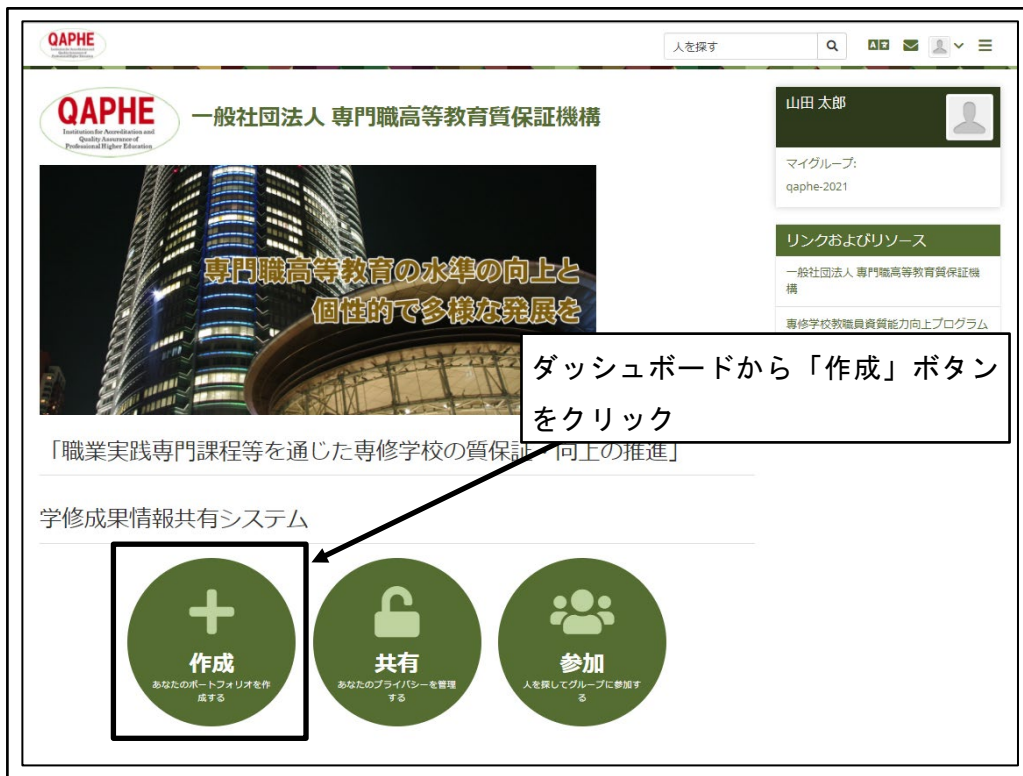 QAPHE
人を探す
QAPHE
Institution for Accreditation and
Quality Assurance of
Professional Higher Education
一般社団法人 専門職高等教育質保証機構
山田 太郎
マイグループ:
qaphe-2021
専門職高等教育の水準の向上と
個性的で多様な発展を
リンクおよびリソース
一般社団法人 専門職高等教育質保証機
構
専修学校教職員資質能力向上プログラム
ダッシュボードから「作成」ボタン
をクリック
「職業実践専門課程等を通じた専修学校の質保証・向上の推進」
学修成果情報共有システム
作成
あなたのポートフォリオを作
成する
共有
あなたのプライバシーを管理
する
参加
人を探してグループに参加す
る